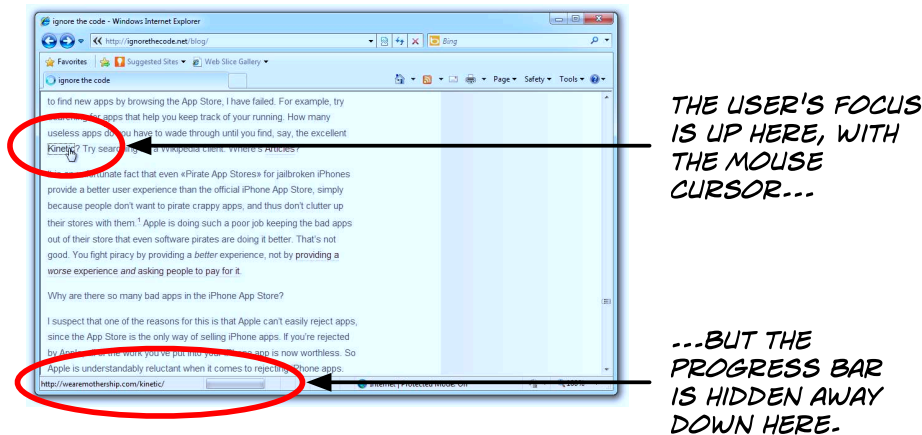 ignore the code - Windows Internet Explorer
http://ignorethecode.net/blog/
Bing
Favorites Suggested Sites Web Slice Gallery
ignore the code Page Safety Tools
to find new apps by browsing the App Store, I have failed. For example, try
searching for apps that help you keep track of your running. How many
useless apps do you have to wade through until you find, say, the excellent
Kinetic? Try searching a Wikipedia client. Where's Articles?
fortunate fact that even «Pirate App Stores» for jailbroken iPhones
provide a better user experience than the official iPhone App Store, simply
because people don't want to pirate crappy apps, and thus don't clutter up
their stores with them.1 Apple is doing such a poor job keeping the bad apps
out of their store that even software pirates are doing it better. That's not
good. You fight piracy by providing a better experience, not by providing a
worse experience and asking people to pay for it.
Why are there so many bad apps in the iPhone App Store?
I suspect that one of the reasons for this is that Apple can't easily reject apps,
since the App Store is the only way of selling iPhone apps. If you're rejected
by Apple, the work you've put into your app is now worthless. So
Apple is understandably reluctant when it comes to rejecting iPhone apps.
http://wearemothership.com/kinetic/ Internet | Protected Mode: Off
THE USER'S FOCUS
IS UP HERE, WITH
THE MOUSE
CURSOR...
...BUT THE
PROGRESS BAR
IS HIDDEN AWAY
DOWN HERE.